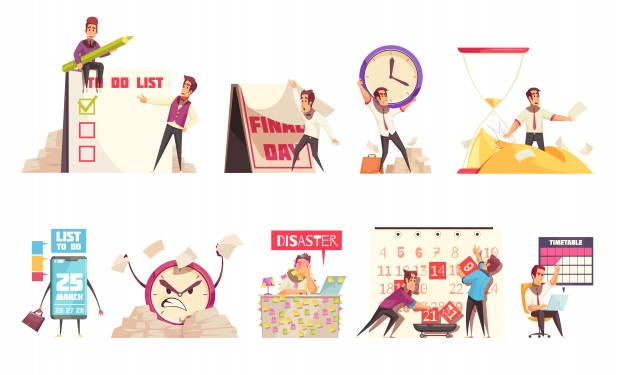 TO DO LIST
FINAL
DAY
LIST
TO DO
25
MARCH
26-27-28
DISASTER
4 5 6 7 8 9 10
11 12 13 14
18
21
TIMETABLE